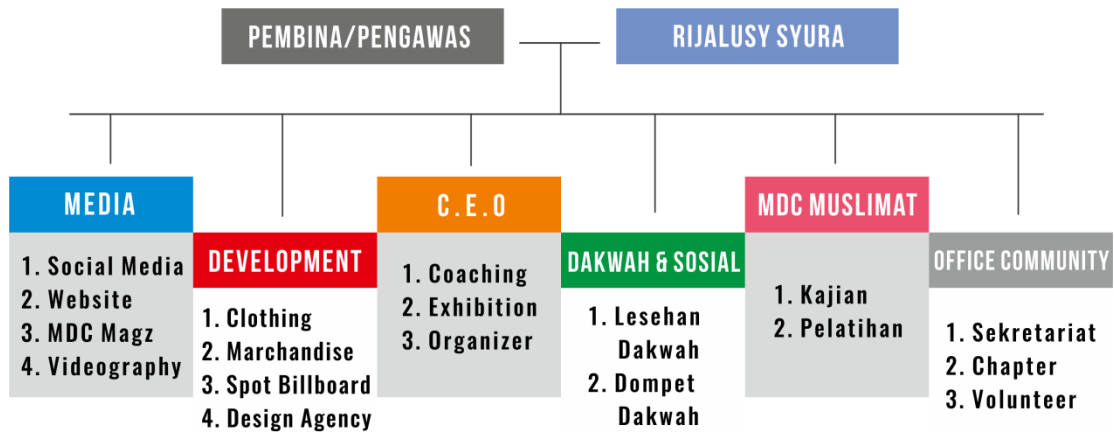 PEMBINA/PENGAWAS
RIJALUSY SYURA
MEDIA
1. Social Media
2. Website
3. MDC Magz
4. Videography
DEVELOPMENT
1. Clothing
2. Marchandise
3. Spot Billboard
4. Design Agency
C.E.O
1. Coaching
2. Exhibition
3. Organizer
DAKWAH & SOSIAL
1. Lesehan
Dakwah
2. Dompet
Dakwah
MDC MUSLIMAT
1. Kajian
2. Pelatihan
OFFICE COMMUNITY
1. Sekretariat
2. Chapter
3. Volunteer